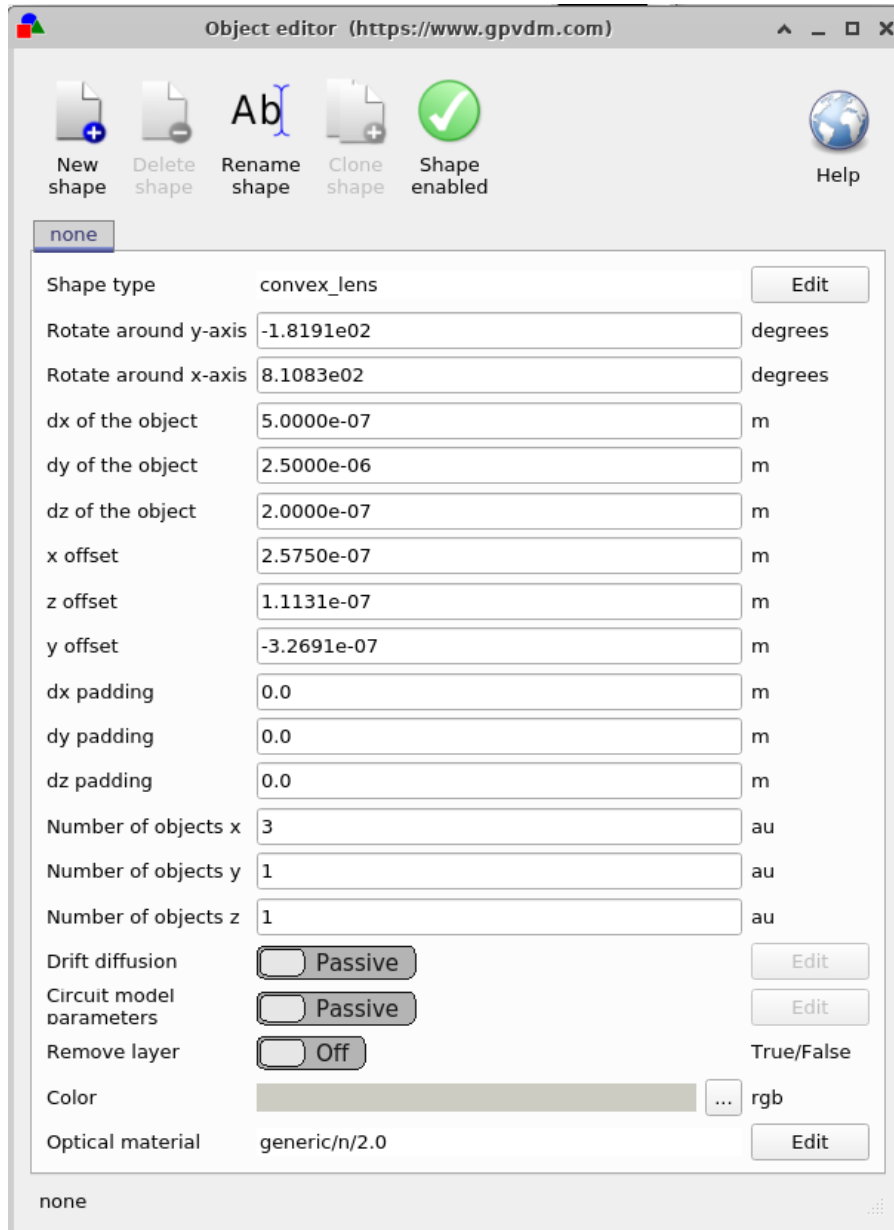 Object editor (https://www.gpvdm.com)
Ab
New shape
Delete shape
Rename shape
Clone shape
Shape enabled
Help
none
Shape type convex_lens Edit
Rotate around y-axis -1.8191e02 degrees
Rotate around x-axis 8.1083e02 degrees
dx of the object 5.0000e-07 m
dy of the object 2.5000e-06 m
dz of the object 2.0000e-07 m
x offset 2.5750e-07 m
z offset 1.1131e-07 m
y offset -3.2691e-07 m
dx padding 0.0 m
dy padding 0.0 m
dz padding 0.0 m
Number of objects x 3 au
Number of objects y 1 au
Number of objects z 1 au
Drift diffusion Passive Edit
Circuit model
parameters Passive Edit
Remove layer Off True/False
Color ... rgb
Optical material generic/n/2.0 Edit
none